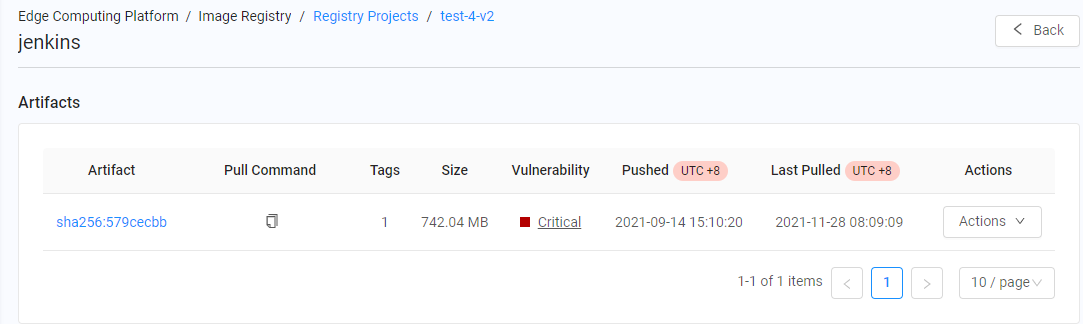 Edge Computing Platform / Image Registry / Registry Projects / test-4-v2
jenkins
Back
Artifacts
Artifact Pull Command Tags Size Vulnerability Pushed UTC +8 Last Pulled UTC +8 Actions
sha256:579cecbb 1 742.04 MB Critical 2021-09-14 15:10:20 2021-11-28 08:09:09 Actions
1-1 of 1 items < 1 > 10 / page